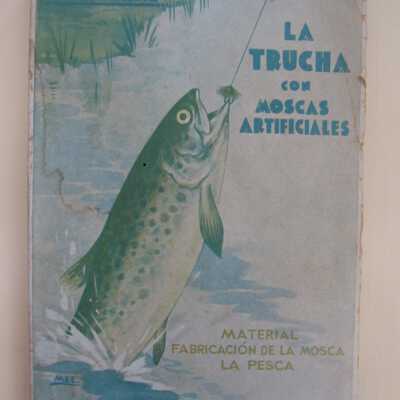 LA
TRUCHA
CON
MOSCAS
ARTIFICIALES
MATERIAL
FABRICACIÓN DE LA MOSCA
LA PESCA